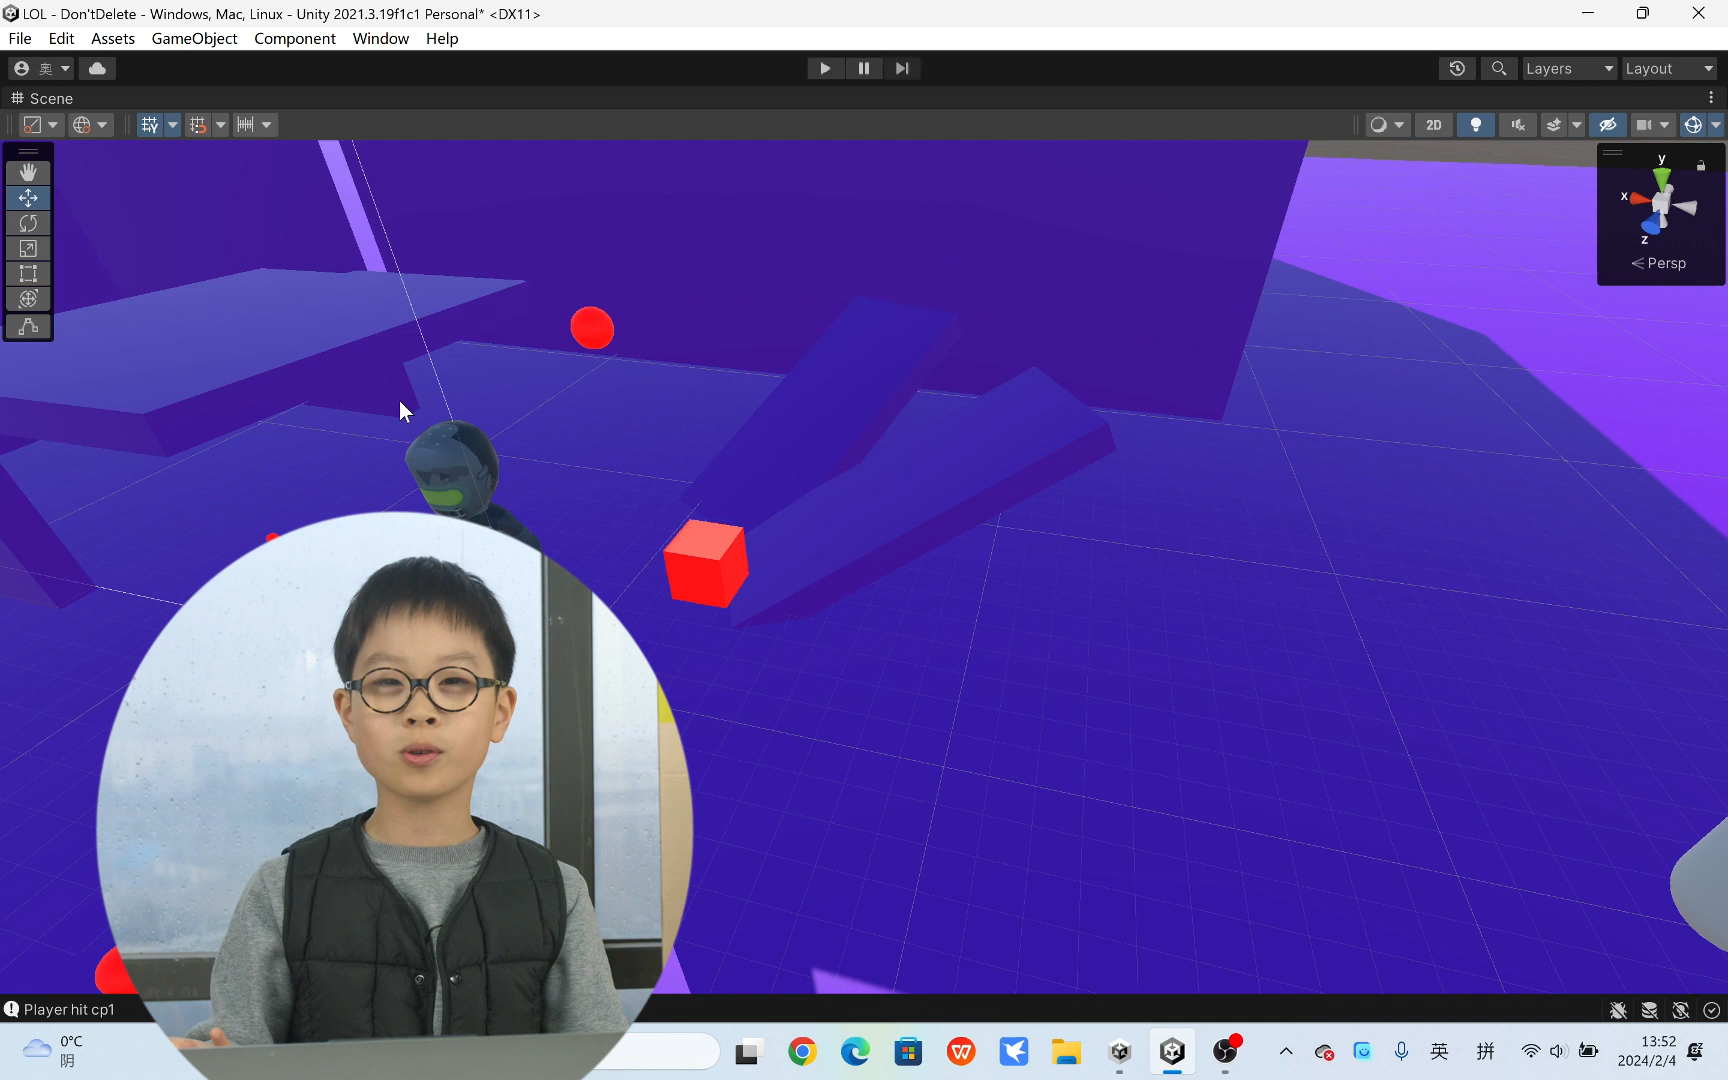 LOL - Don'tDelete - Windows, Mac, Linux - Unity 2021.3.19f1c1 Personal* <DX11>
File Edit Assets GameObject Component Window Help
奥 Layers Layout
Scene
2D
y
x
z
Persp
Player hit cp1
0°C
阴
英 拼
13:52
2024/2/4